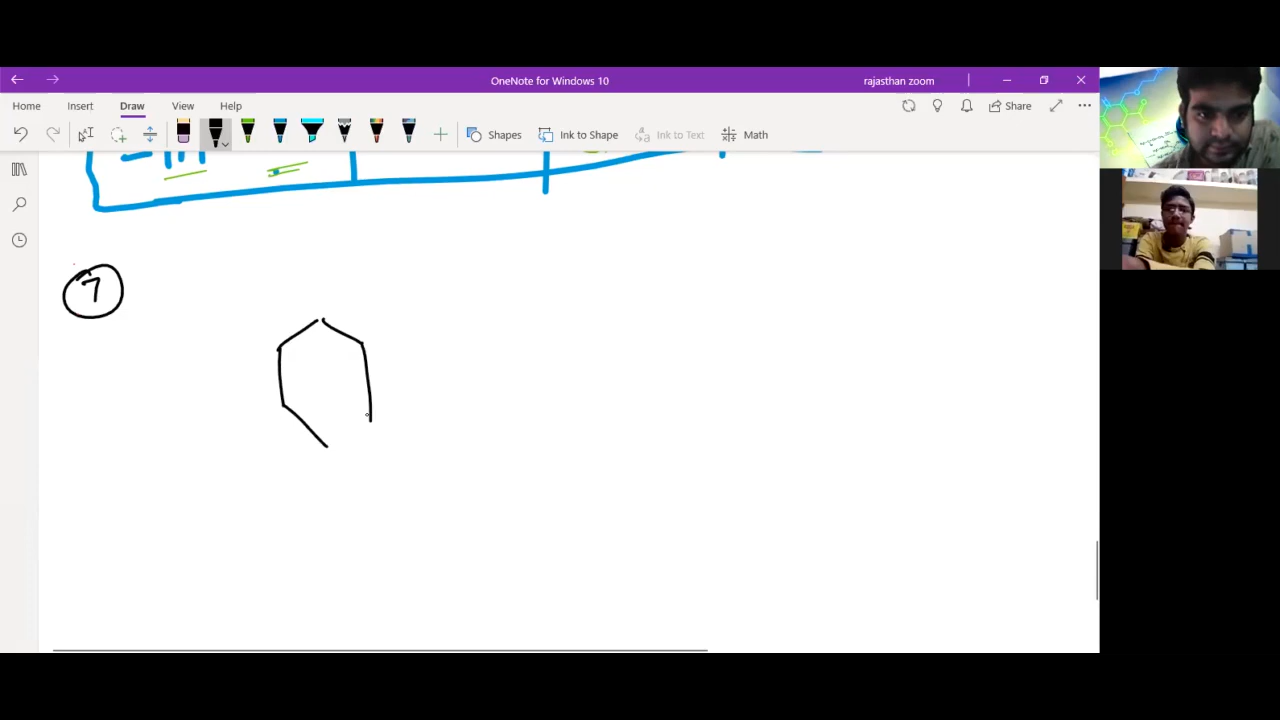 OneNote for Windows 10
rajasthan zoom
Home Insert Draw View Help
Share
Shapes
Ink to Shape
Ink to Text
Math
7